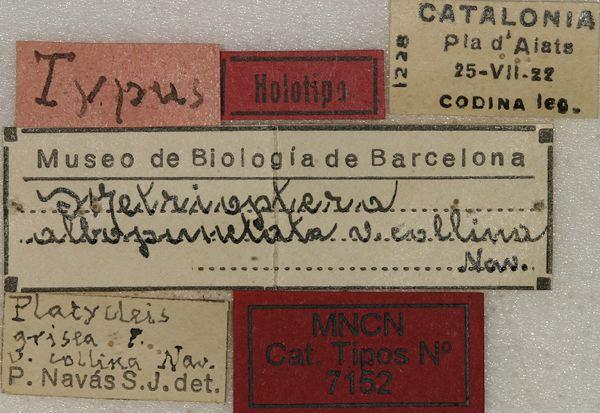 Typus
Holotipo
1228
CATALONIA
Pla d'Aiats
25-VII-22
CODINA leg.
Museo de Biología de Barcelona
Metrioptera
albopunctata v. collina
Nav.
Platycleis
grisea F.
v. collina Nav.
P. Navás S.J. det.
MNCN
Cat. Tipos Nº
7152